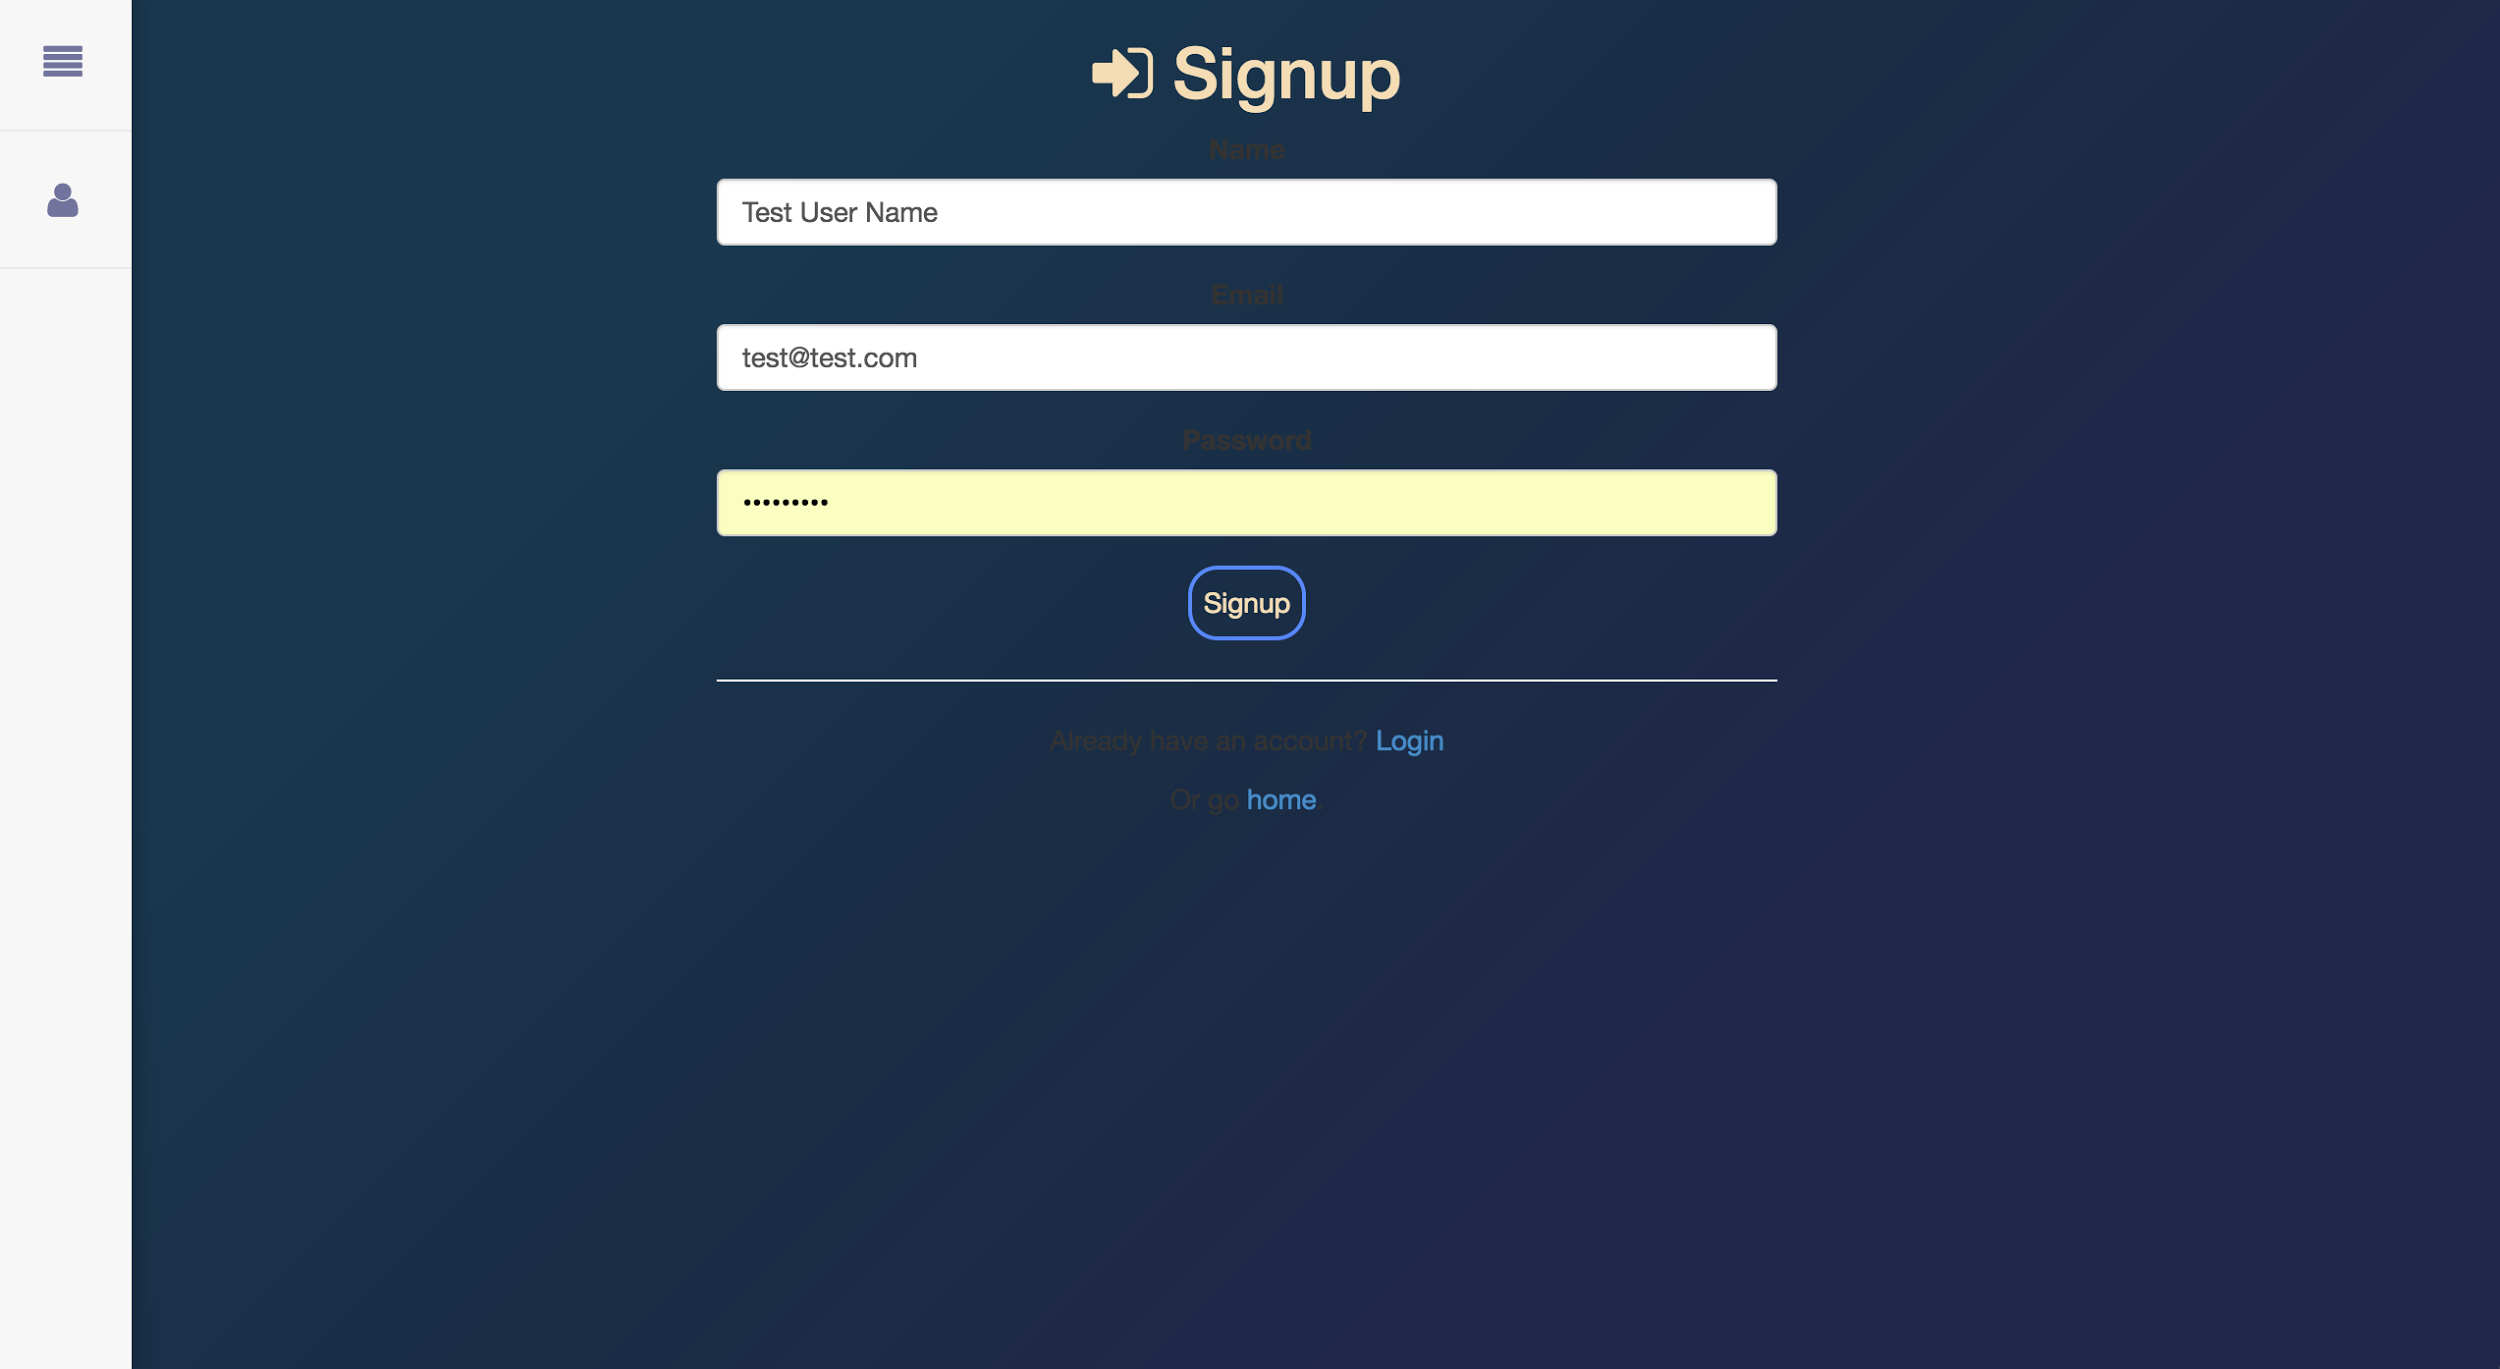 Signup
Name
Test User Name
Email
test@test.com
Password
•••••••••
Signup
Already have an account? Login
Or go home.